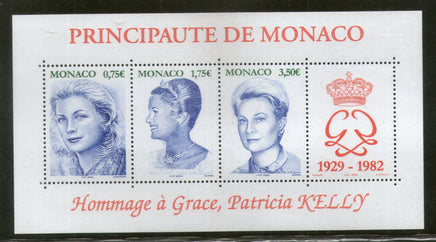 PRINCIPAUTE DE MONACO
MONACO 0,75€
MONACO 1,75€
MONACO 3,50€
1929 - 1982
Hommage à Grace, Patricia KELLY